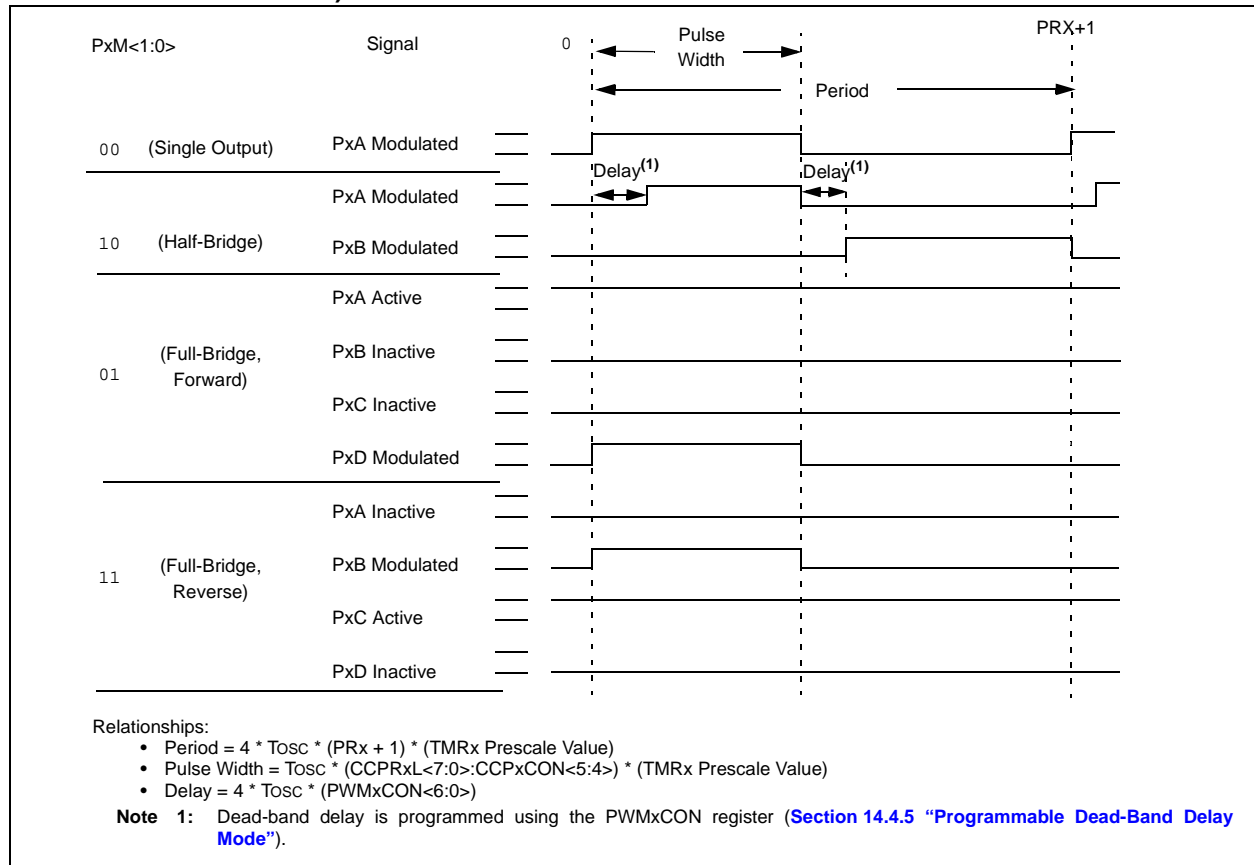 PxM<1:0>
Signal
0
Pulse
Width
PRX+1
Period
00 (Single Output) PxA Modulated
Delay(1) Delay(1)
PxA Modulated
10 (Half-Bridge) PxB Modulated
PxA Active
(Full-Bridge, PxB Inactive
01 Forward)
PxC Inactive
PxD Modulated
PxA Inactive
11 (Full-Bridge, PxB Modulated
Reverse)
PxC Active
PxD Inactive
Relationships:
• Period = 4 * TOSC * (PRx + 1) * (TMRx Prescale Value)
• Pulse Width = TOSC * (CCPRxL<7:0>:CCPxCON<5:4>) * (TMRx Prescale Value)
• Delay = 4 * TOSC * (PWMxCON<6:0>)
Note 1: Dead-band delay is programmed using the PWMxCON register (Section 14.4.5 “Programmable Dead-Band Delay
Mode”).